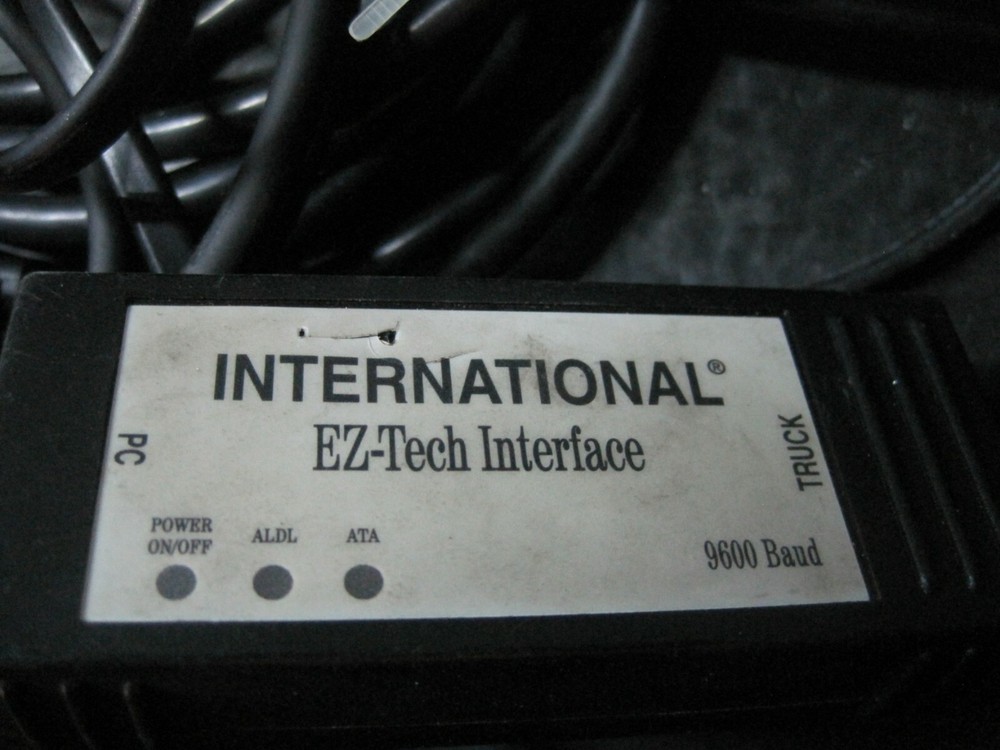 INTERNATIONAL®
EZ-Tech Interface
PC
TRUCK
POWER
ON/OFF
ALDL
ATA
9600 Baud